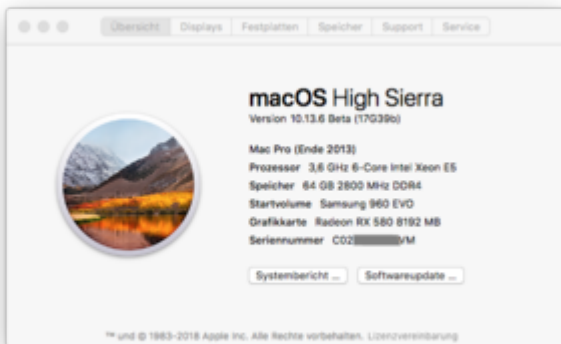 Übersicht Displays Festplatten Speicher Support Service
macOS High Sierra
Version 10.13.6 Beta (17G39b)
Mac Pro (Ende 2013)
Prozessor 3,6 GHz 6-Core Intel Xeon E5
Speicher 64 GB 2800 MHz DDR4
Startvolume Samsung 960 EVO
Grafikkarte Radeon RX 580 8192 MB
Seriennummer C02 VM
Systembericht ... Softwareupdate ...
™ und © 1983-2018 Apple Inc. Alle Rechte vorbehalten. Lizenzvereinbarung